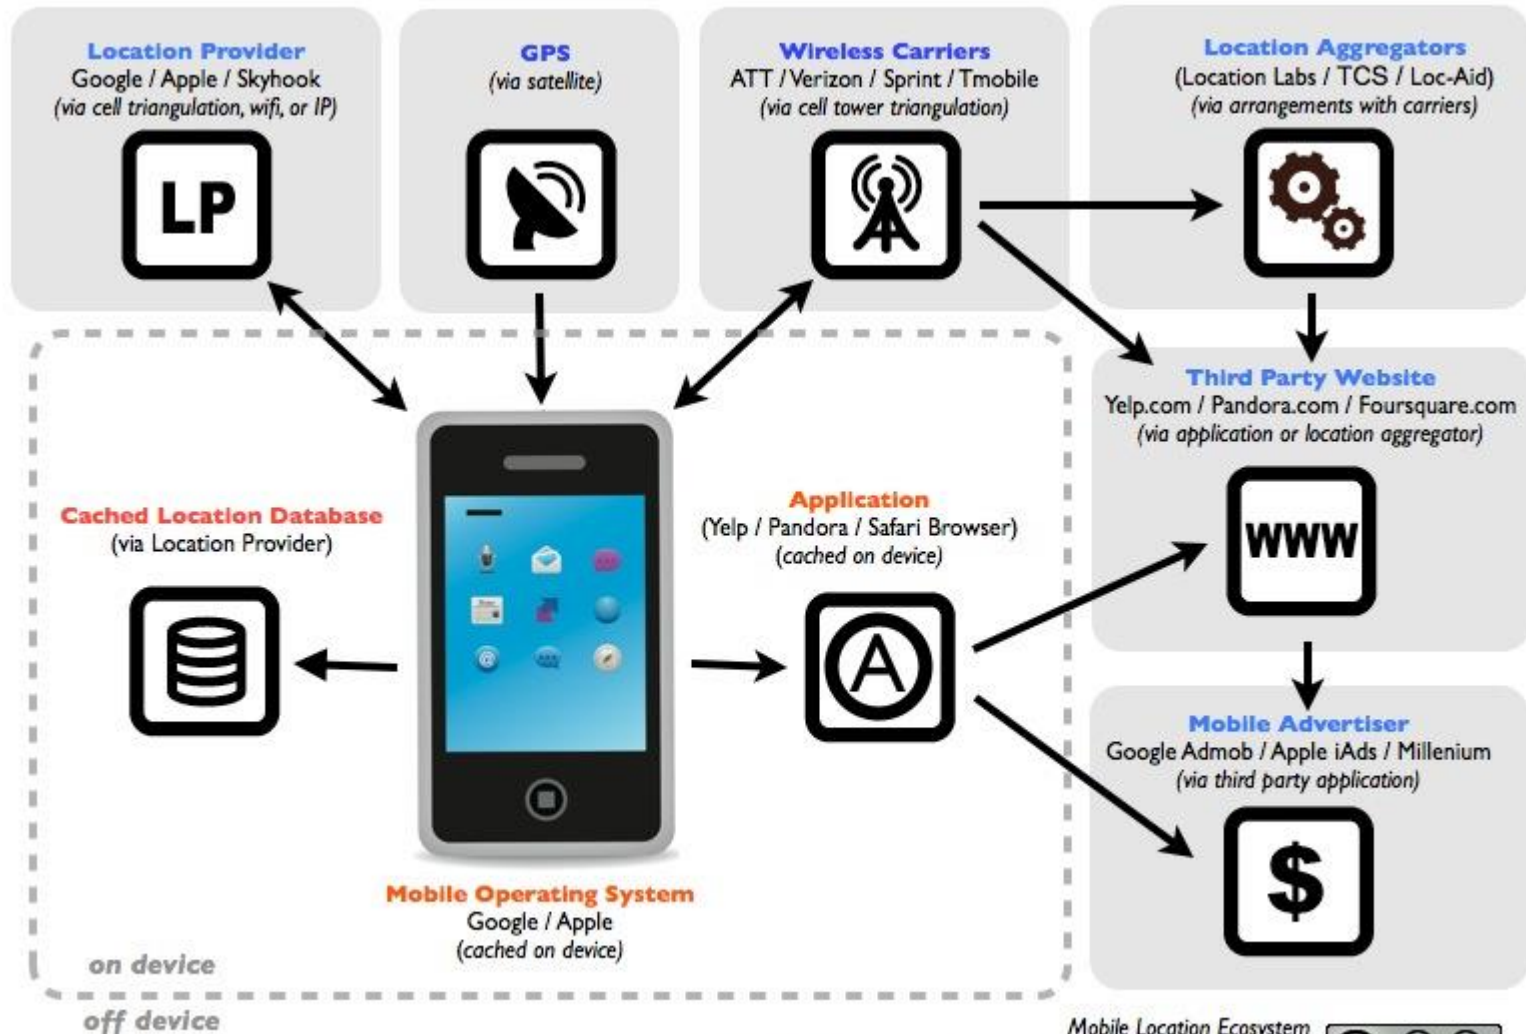 Location Provider
Google / Apple / Skyhook
(via cell triangulation, wifi, or IP)
LP
GPS
(via satellite)
Wireless Carriers
ATT / Verizon / Sprint / Tmobile
(via cell tower triangulation)
Location Aggregators
(Location Labs / TCS / Loc-Aid)
(via arrangements with carriers)
Third Party Website
Yelp.com / Pandora.com / Foursquare.com
(via application or location aggregator)
WWW
Cached Location Database
(via Location Provider)
Application
(Yelp / Pandora / Safari Browser)
(cached on device)
A
Mobile Advertiser
Google Admob / Apple iAds / Millenium
(via third party application)
$
Mobile Operating System
Google / Apple
(cached on device)
on device
off device
Mobile Location Ecosystem